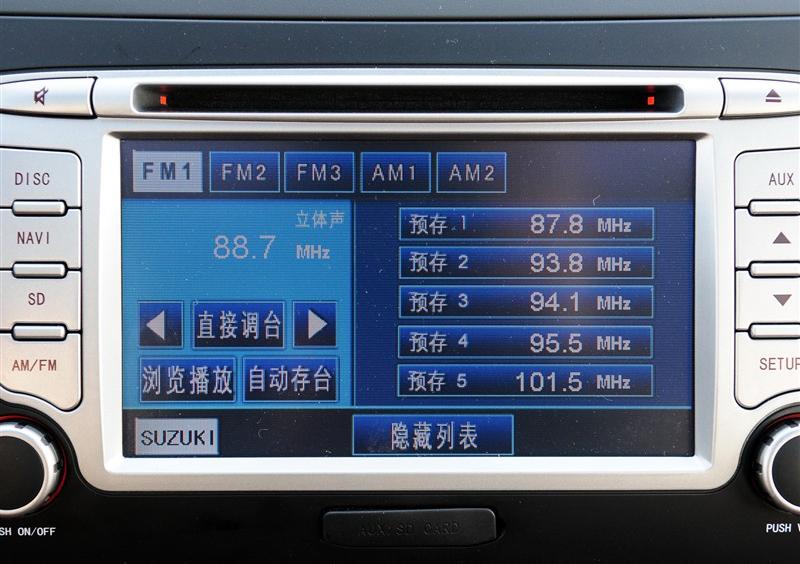 DISC
NAVI
SD
AM/FM
FM1 FM2 FM3 AM1 AM2
立体声
88.7 MHz
直接调台
浏览播放 自动存台
预存 1 87.8 MHz
预存 2 93.8 MHz
预存 3 94.1 MHz
预存 4 95.5 MHz
预存 5 101.5 MHz
SUZUKI
隐藏列表
AUX
SETUP
SH ON/OFF
AUX/SD CARD
PUSH